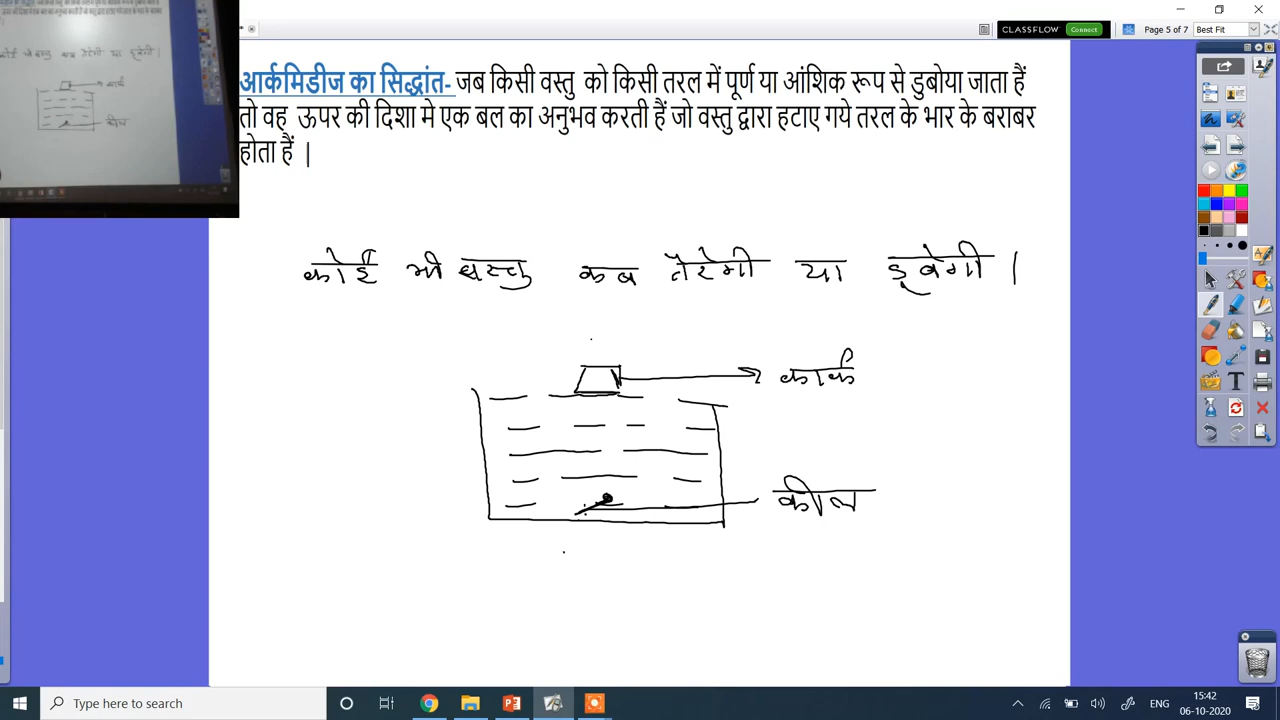 CLASSFLOW Connect Page 5 of 7 Best Fit
आर्कमिडीज का सिद्धांत- जब किसी वस्तु को किसी तरल में पूर्ण या आंशिक रूप से डुबोया जाता हैं
तो वह ऊपर की दिशा मे एक बल का अनुभव करती हैं जो वस्तु द्वारा हटाए गये तरल के भार के बराबर
होता हैं |
कोई भी वस्तु कब तैरेगी या डूबेगी |
कार्क
कील
Type here to search
ENG
15:42
06-10-2020